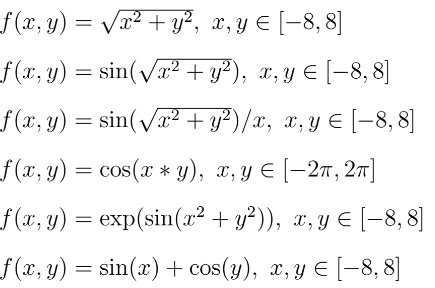 f(x, y) = √(x² + y²), x, y ∈ [−8, 8]
f(x, y) = sin(√(x² + y²)), x, y ∈ [−8, 8]
f(x, y) = sin(√(x² + y²))/x, x, y ∈ [−8, 8]
f(x, y) = cos(x ∗ y), x, y ∈ [−2π, 2π]
f(x, y) = exp(sin(x² + y²)), x, y ∈ [−8, 8]
f(x, y) = sin(x) + cos(y), x, y ∈ [−8, 8]